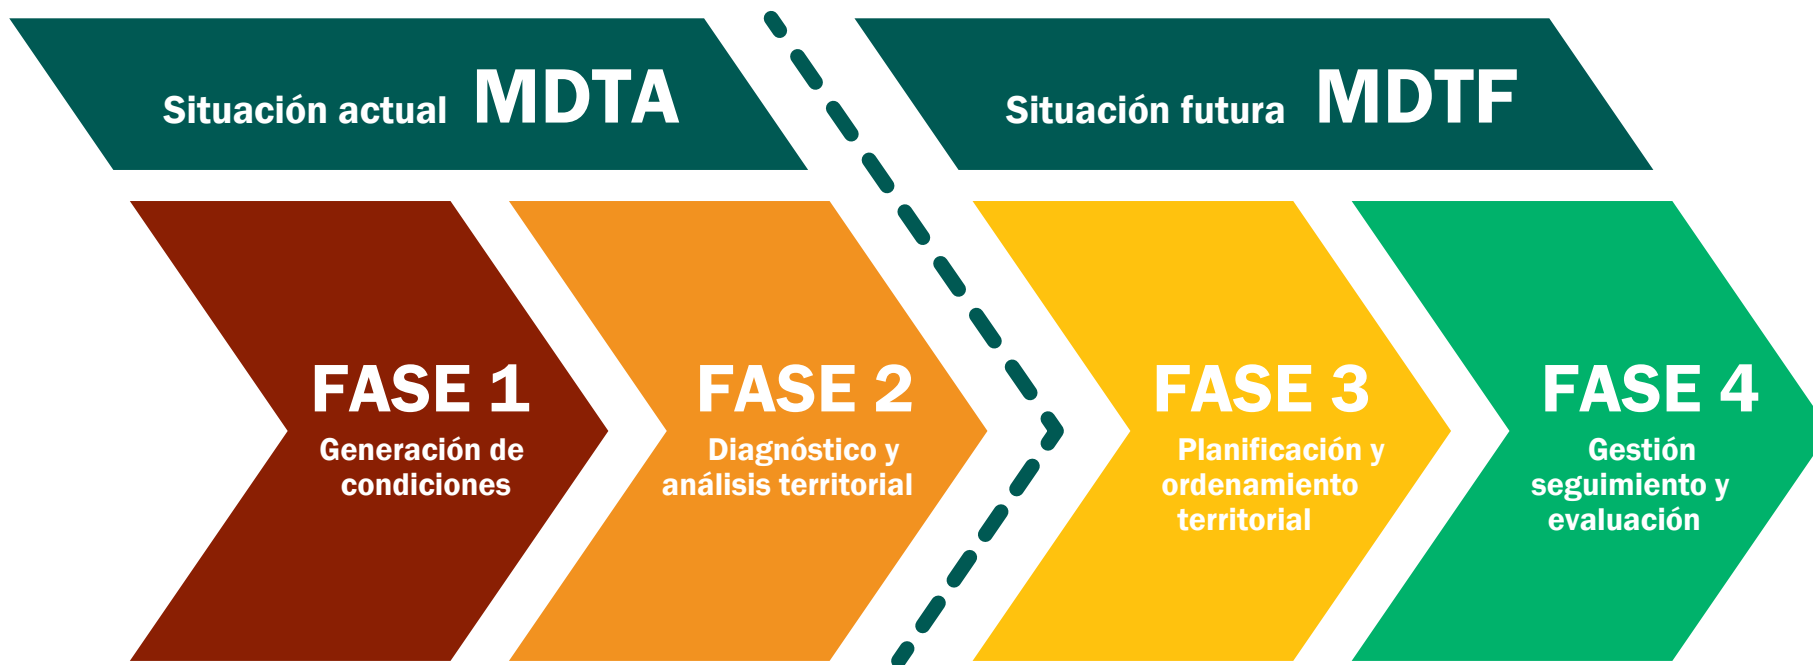 Situación actual MDTA
Situación futura MDTF
FASE 1
Generación de
condiciones
FASE 2
Diagnóstico y
análisis territorial
FASE 3
Planificación y
ordenamiento
territorial
FASE 4
Gestión
seguimiento y
evaluación